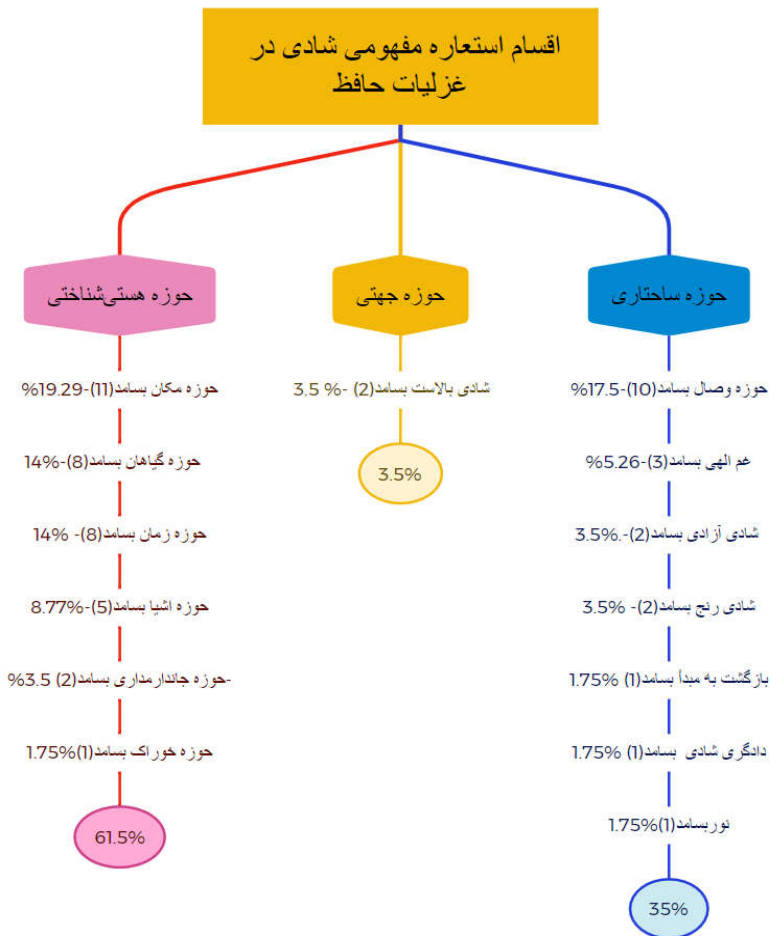 اقسام استعاره مفهومی شادی در
غزلیات حافظ
حوزه ساختاری
حوزه وصال بسامد(10)-17.5%
غم الهی بسامد(3)-5.26%
شادی آزادی بسامد(2)-.3.5%
شادی رنج بسامد(2)- 3.5%
بازگشت به مبدأ بسامد(1) 1.75%
دادگری شادی بسامد(1) 1.75%
نوربسامد(1)1.75%
35%
حوزه جهتی
شادی بالاست بسامد(2) -% 3.5
3.5%
حوزه هستی‌شناختی
حوزه مکان بسامد(11)-19.29%
حوزه گیاهان بسامد(8)-14%
حوزه زمان بسامد(8)- 14%
حوزه اشیا بسامد(5)-8.77%
-حوزه جاندارمداری بسامد(2) 3.5%
حوزه خوراک بسامد(1)1.75%
61.5%